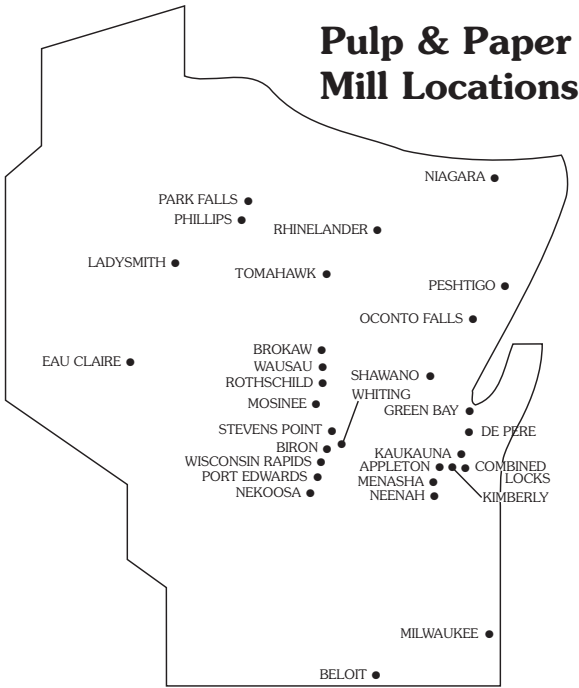 Pulp & Paper
Mill Locations
NIAGARA
PARK FALLS
PHILLIPS
RHINELANDER
LADYSMITH
TOMAHAWK
PESHTIGO
OCONTO FALLS
BROKAW
EAU CLAIRE
WAUSAU
SHAWANO
ROTHSCHILD
WHITING
MOSINEE
GREEN BAY
STEVENS POINT
DE PERE
BIRON
KAUKAUNA
WISCONSIN RAPIDS
APPLETON
COMBINED
LOCKS
PORT EDWARDS
MENASHA
NEKOOSA
NEENAH
KIMBERLY
MILWAUKEE
BELOIT